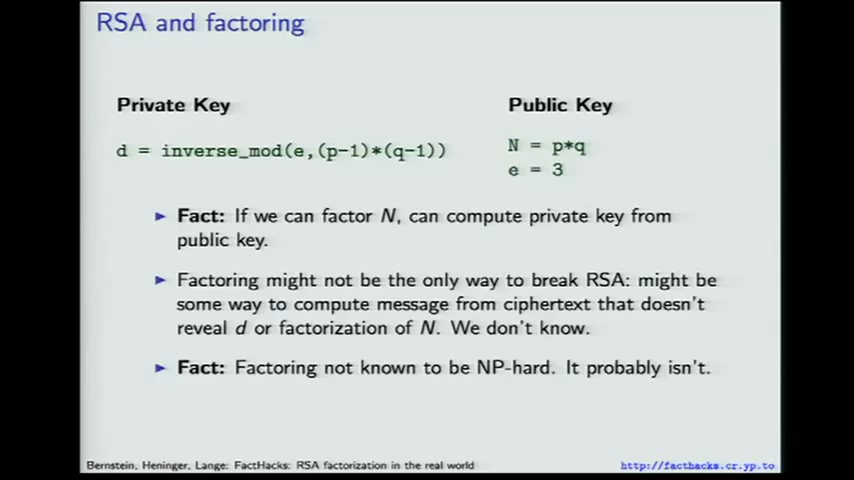 RSA and factoring
Private Key
d = inverse_mod(e,(p-1)*(q-1))
Public Key
N = p*q
e = 3
► Fact: If we can factor N, can compute private key from
public key.
► Factoring might not be the only way to break RSA: might be
some way to compute message from ciphertext that doesn't
reveal d or factorization of N. We don't know.
► Fact: Factoring not known to be NP-hard. It probably isn't.
Bernstein, Heninger, Lange: FactHacks: RSA factorization in the real world
http://facthacks.cr.yp.to